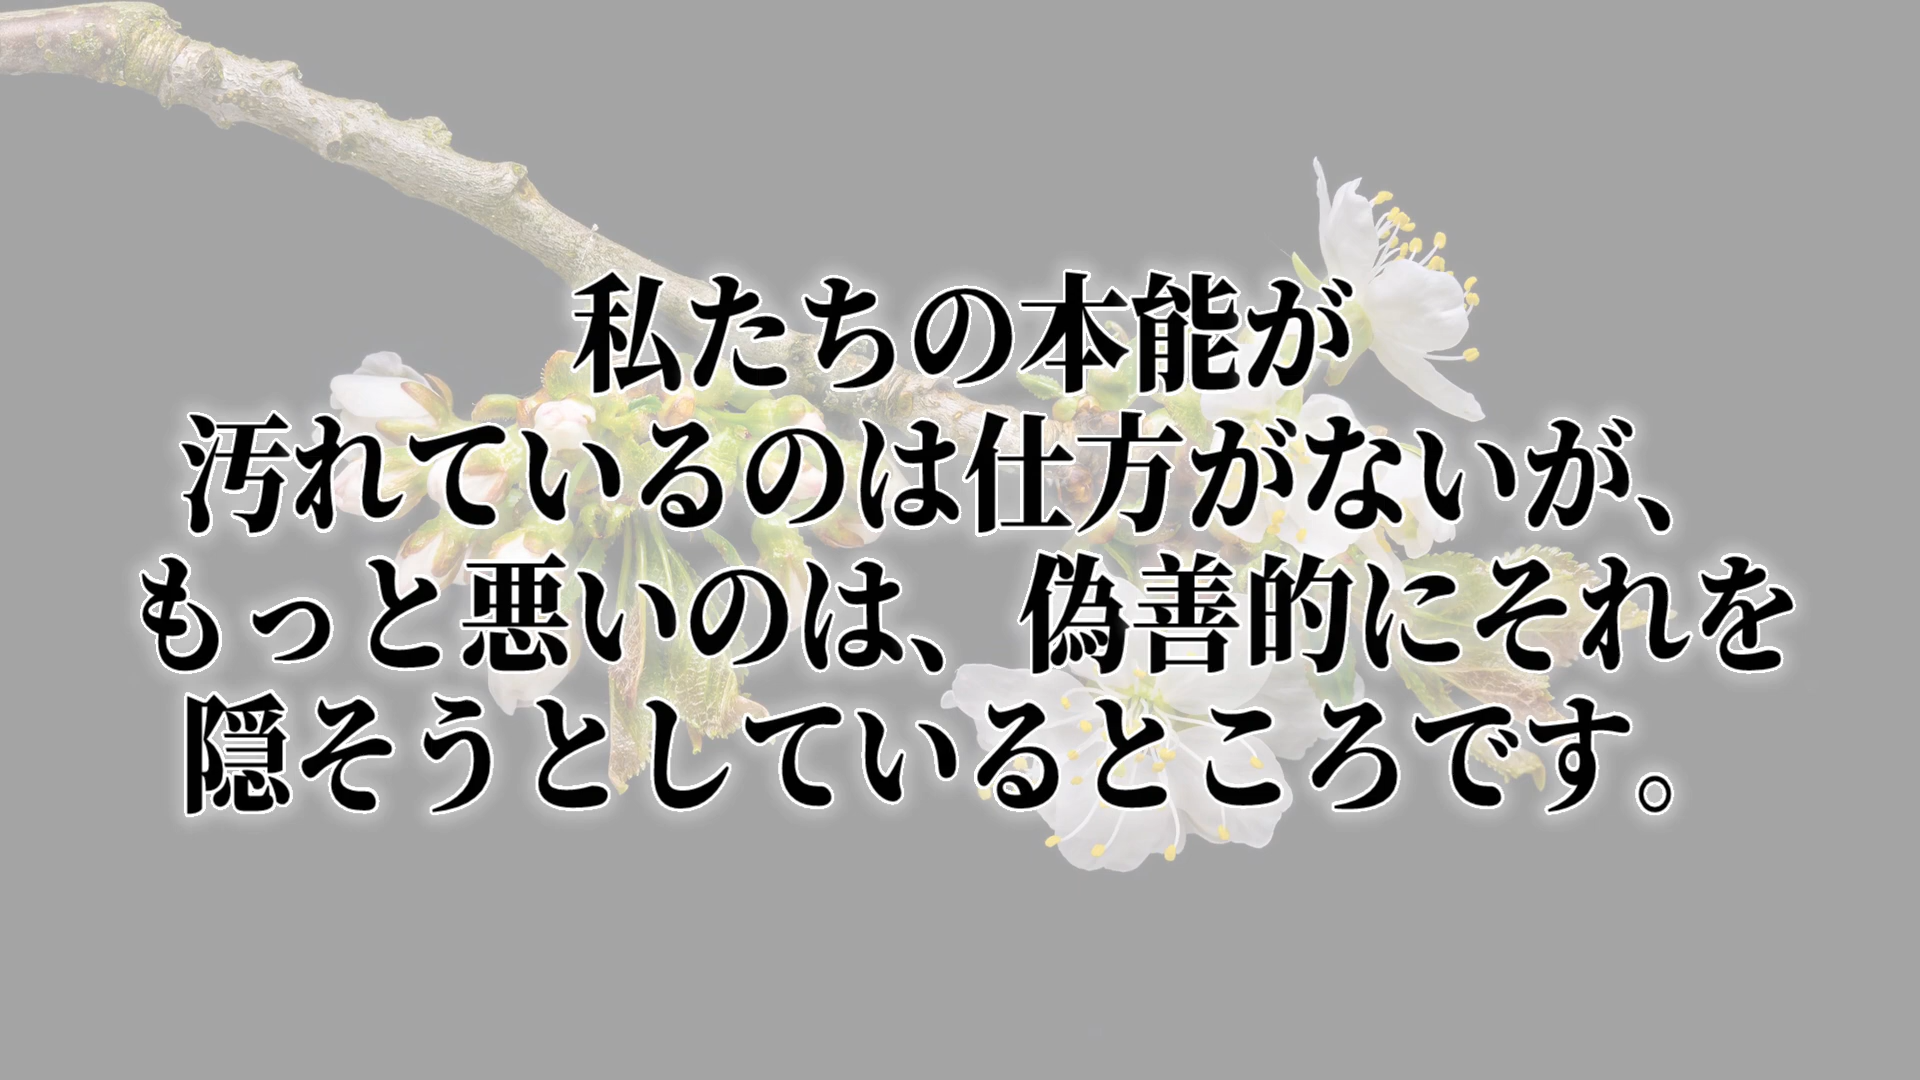 私たちの本能が
汚れているのは仕方がないが、
もっと悪いのは、偽善的にそれを
隠そうとしているところです。